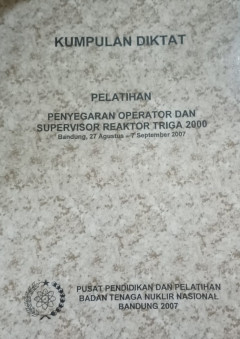 KUMPULAN DIKTAT
PELATIHAN
PENYEGARAN OPERATOR DAN
SUPERVISOR REAKTOR TRIGA 2000
Bandung, 27 Agustus – 7 September 2007
PUSAT PENDIDIKAN DAN PELATIHAN
BADAN TENAGA NUKLIR NASIONAL
BANDUNG 2007